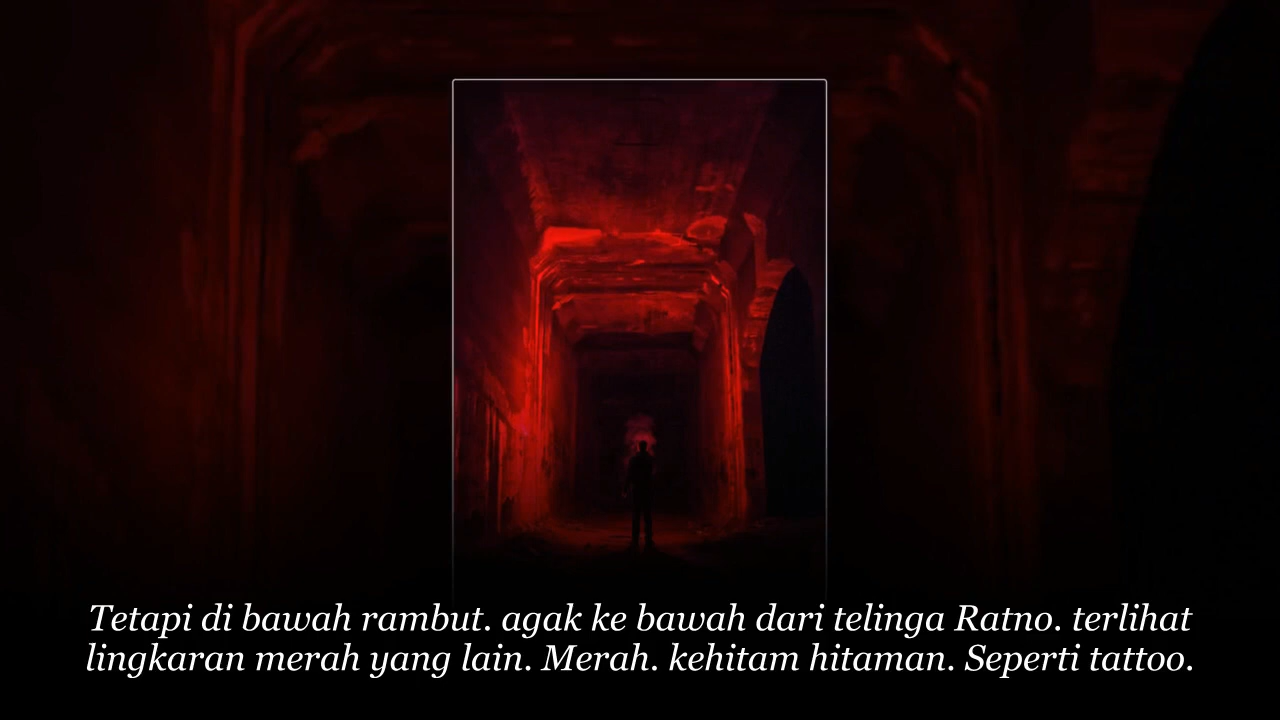 Tetapi di bawah rambut. agak ke bawah dari telinga Ratno. terlihat
lingkaran merah yang lain. Merah. kehitam hitaman. Seperti tattoo.